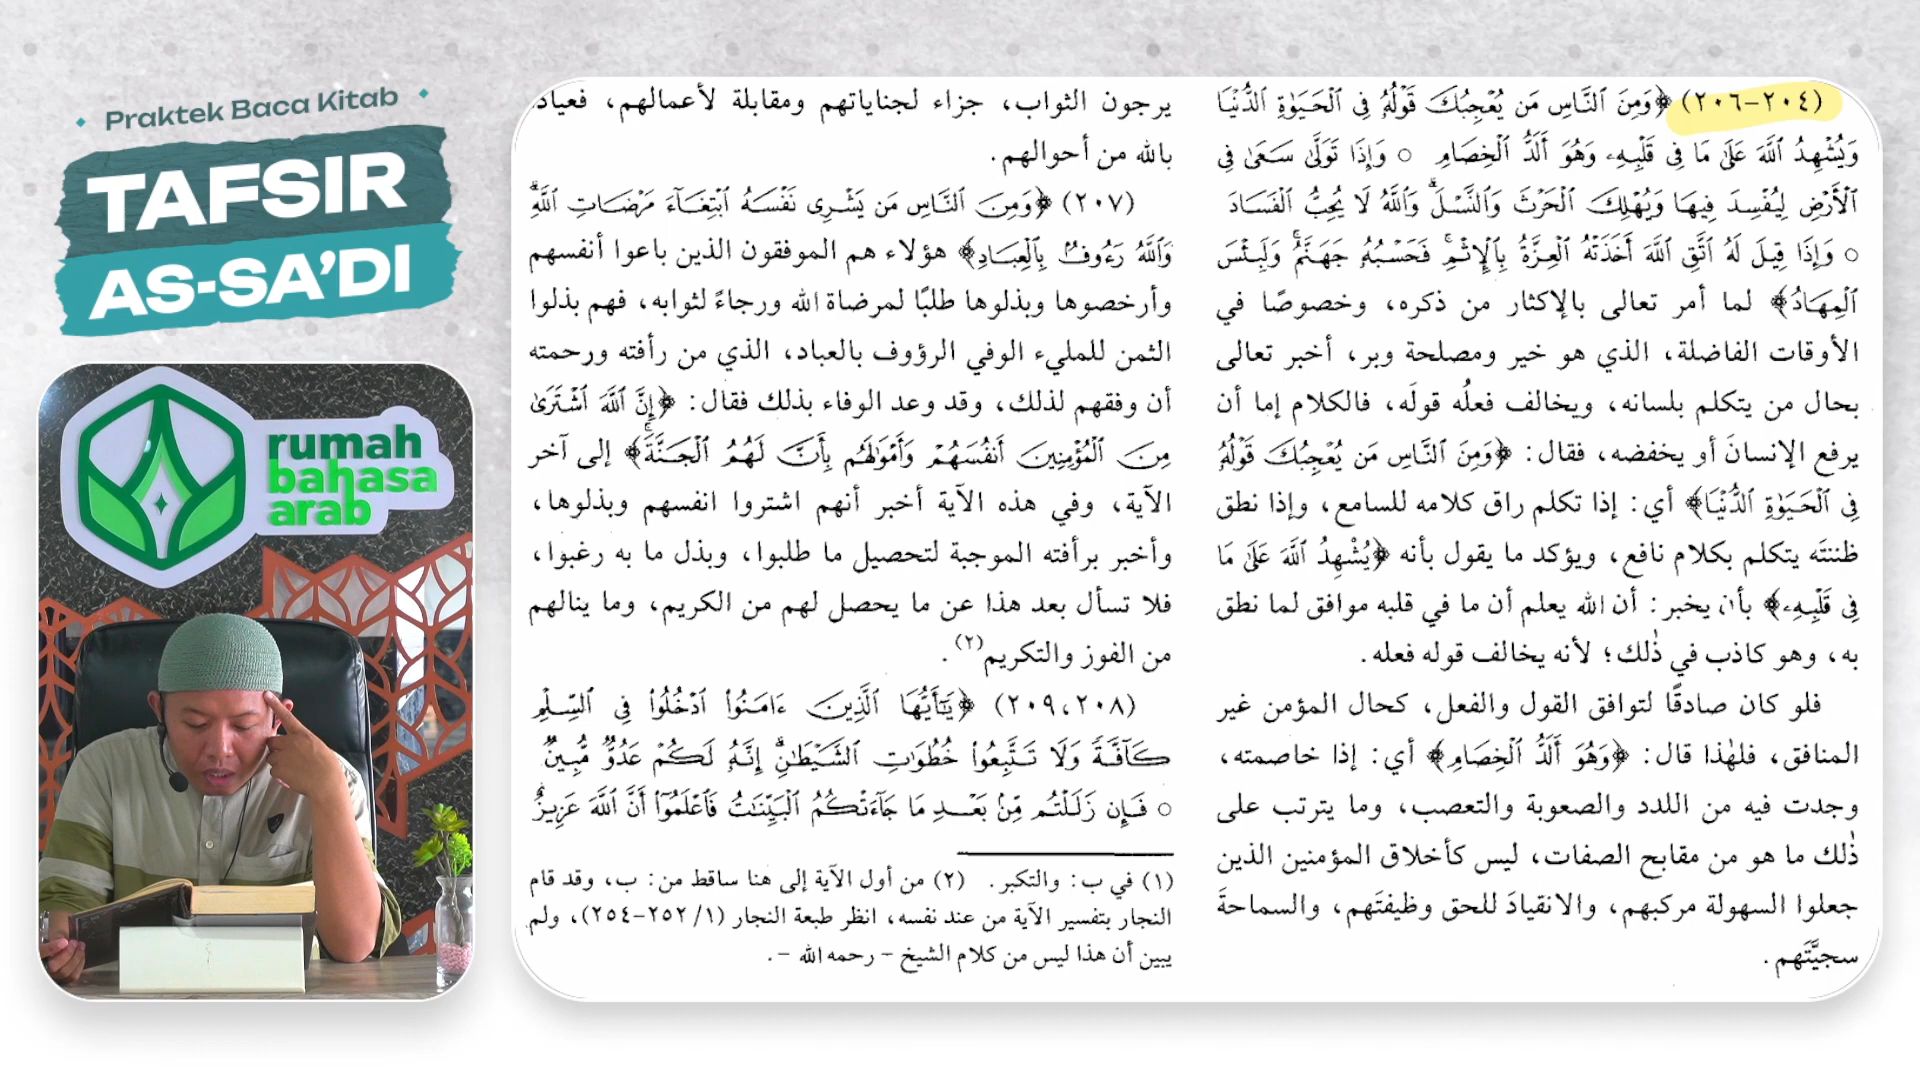 Praktek Baca Kitab
TAFSIR
AS-SA'DI
rumah
bahasa
arab
(٢٠٤-٢٠٦) ﴿وَمِنَ النَّاسِ مَن يُعْجِبُكَ قَوْلُهُ فِي الْحَيَوٰةِ الدُّنْيَا
وَيُشْهِدُ اللَّهَ عَلَىٰ مَا فِي قَلْبِهِ وَهُوَ أَلَدُّ الْخِصَامِ ○ وَإِذَا تَوَلَّىٰ سَعَىٰ فِي
الْأَرْضِ لِيُفْسِدَ فِيهَا وَيُهْلِكَ الْحَرْثَ وَالنَّسْلَ ۗ وَاللَّهُ لَا يُحِبُّ الْفَسَادَ
○ وَإِذَا قِيلَ لَهُ اتَّقِ اللَّهَ أَخَذَتْهُ الْعِزَّةُ بِالْإِثْمِ ۚ فَحَسْبُهُ جَهَنَّمُ ۚ وَلَبِئْسَ
الْمِهَادُ﴾ لما أمر تعالى بالإكثار من ذكره، وخصوصًا في
الأوقات الفاضلة، الذي هو خير ومصلحة وبر، أخبر تعالى
بحال من يتكلم بلسانه، ويخالف فعلُه قولَه، فالكلام إما أن
يرفع الإنسانَ أو يخفضه، فقال: ﴿وَمِنَ النَّاسِ مَن يُعْجِبُكَ قَوْلُهُ
فِي الْحَيَوٰةِ الدُّنْيَا﴾ أي: إذا تكلم راق كلامه للسامع، وإذا نطق
ظننتَه يتكلم بكلام نافع، ويؤكد ما يقول بأنه ﴿يُشْهِدُ اللَّهَ عَلَىٰ مَا
فِي قَلْبِهِ﴾ بأن يخبر: أن الله يعلم أن ما في قلبه موافق لما نطق
به، وهو كاذب في ذٰلك؛ لأنه يخالف قوله فعله.
فلو كان صادقًا لتوافق القول والفعل، كحال المؤمن غير
المنافق، فلهٰذا قال: ﴿وَهُوَ أَلَدُّ الْخِصَامِ﴾ أي: إذا خاصمته،
وجدت فيه من اللدد والصعوبة والتعصب، وما يترتب على
ذٰلك ما هو من مقابح الصفات، ليس كأخلاق المؤمنين الذين
جعلوا السهولة مركبهم، والانقيادَ للحق وظيفتَهم، والسماحةَ
سجيَّتَهم.
يرجون الثواب، جزاء لجناياتهم ومقابلة لأعمالهم، فعياذ
بالله من أحوالهم.
(٢٠٧) ﴿وَمِنَ النَّاسِ مَن يَشْرِي نَفْسَهُ ابْتِغَاءَ مَرْضَاتِ اللَّهِ ۗ
وَاللَّهُ رَءُوفٌ بِالْعِبَادِ﴾ هؤلاء هم الموفقون الذين باعوا أنفسهم
وأرخصوها وبذلوها طلبًا لمرضاة الله ورجاءً لثوابه، فهم بذلوا
الثمن للمليء الوفي الرؤوف بالعباد، الذي من رأفته ورحمته
أن وفقهم لذلك، وقد وعد الوفاء بذلك فقال: ﴿إِنَّ اللَّهَ اشْتَرَىٰ
مِنَ الْمُؤْمِنِينَ أَنفُسَهُمْ وَأَمْوَالَهُم بِأَنَّ لَهُمُ الْجَنَّةَ ۚ﴾ إلى آخر
الآية، وفي هذه الآية أخبر أنهم اشتروا انفسهم وبذلوها،
وأخبر برأفته الموجبة لتحصيل ما طلبوا، وبذل ما به رغبوا،
فلا تسأل بعد هذا عن ما يحصل لهم من الكريم، وما ينالهم
من الفوز والتكريم(٢).
(٢٠٨،٢٠٩) ﴿يَٰٓأَيُّهَا الَّذِينَ ءَامَنُوا ادْخُلُوا فِي السِّلْمِ
كَآفَّةً وَلَا تَتَّبِعُوا خُطُوَٰتِ الشَّيْطَٰنِ ۚ إِنَّهُ لَكُمْ عَدُوٌّ مُّبِينٌ
○ فَإِن زَلَلْتُم مِّنۢ بَعْدِ مَا جَآءَتْكُمُ الْبَيِّنَٰتُ فَاعْلَمُوٓا أَنَّ اللَّهَ عَزِيزٌ
(١) في ب: والتكبر. (٢) من أول الآية إلى هنا ساقط من: ب، وقد قام
النجار بتفسير الآية من عند نفسه، انظر طبعة النجار (١/ ٢٥٢-٢٥٤)، ولم
يبين أن هذا ليس من كلام الشيخ - رحمه الله -.